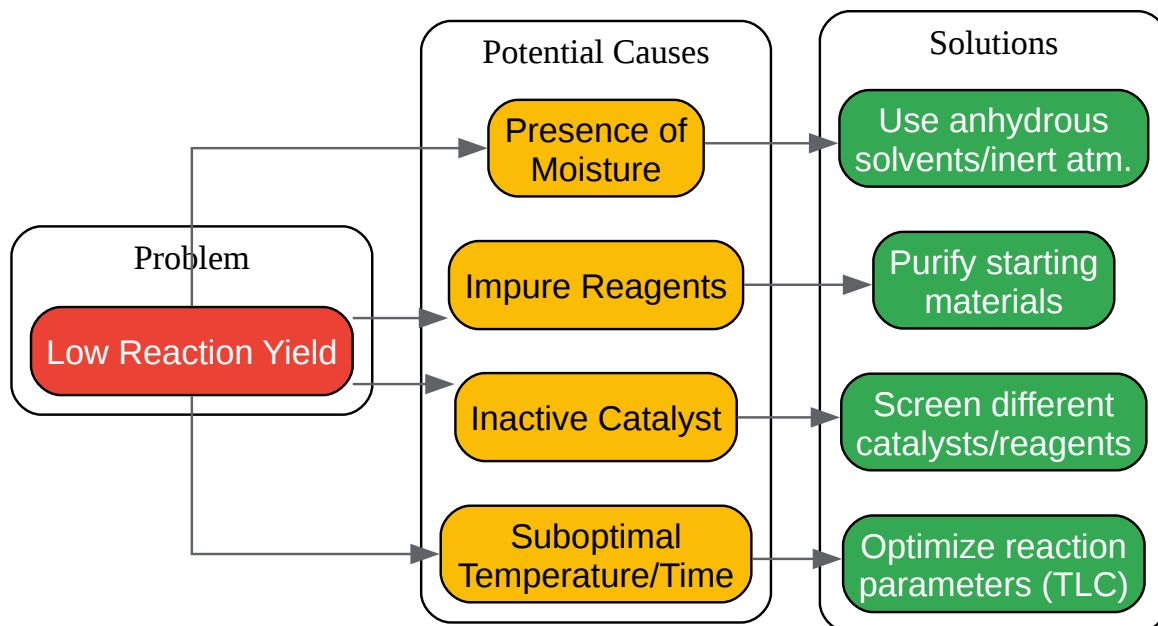 Problem
Low Reaction Yield
Potential Causes
Presence of
Moisture
Impure Reagents
Inactive Catalyst
Suboptimal
Temperature/Time
Solutions
Use anhydrous
solvents/inert atm.
Purify starting
materials
Screen different
catalysts/reagents
Optimize reaction
parameters (TLC)